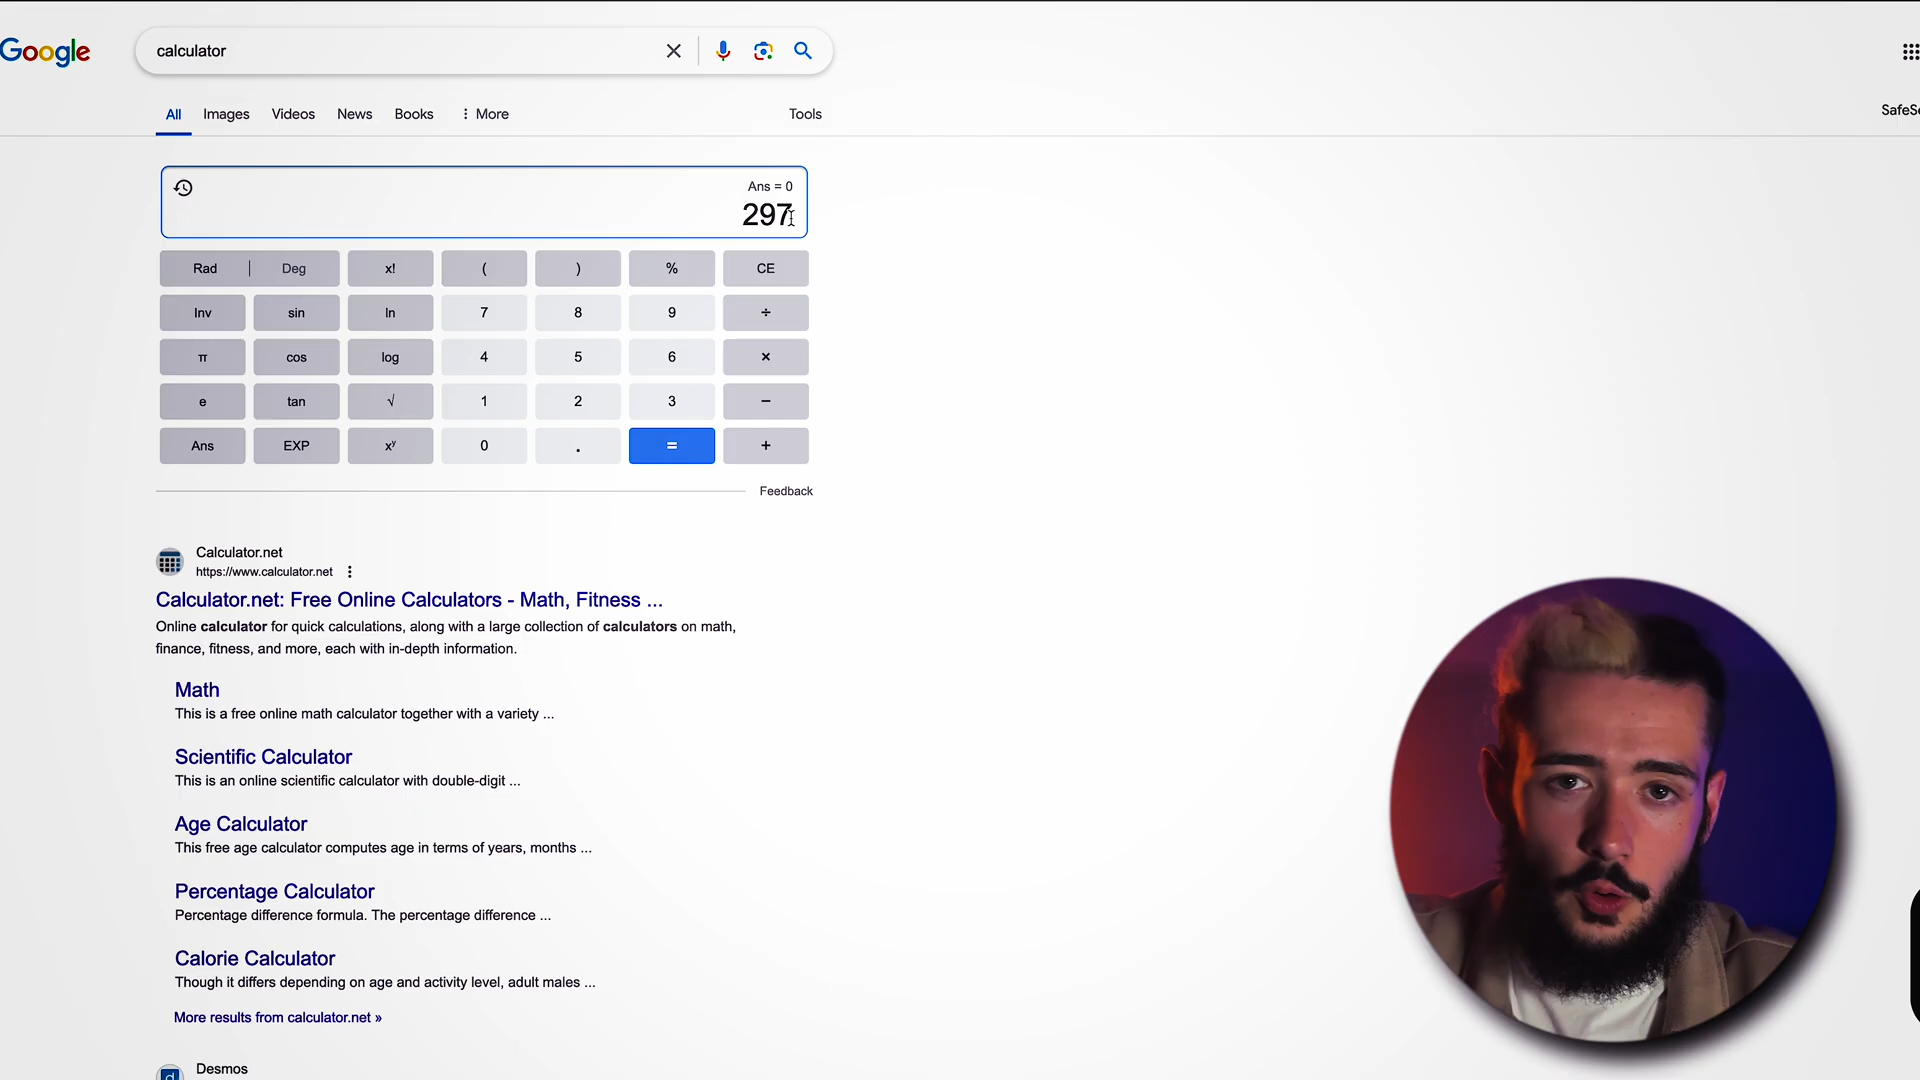 Google
calculator
All Images Videos News Books More Tools
Ans = 0
297
Rad | Deg x! ( ) % CE
Inv sin ln 7 8 9 ÷
π cos log 4 5 6 ×
e tan √ 1 2 3 −
Ans EXP xʸ 0 . = +
Feedback
Calculator.net
https://www.calculator.net
Calculator.net: Free Online Calculators - Math, Fitness ...
Online calculator for quick calculations, along with a large collection of calculators on math,
finance, fitness, and more, each with in-depth information.
Math
This is a free online math calculator together with a variety ...
Scientific Calculator
This is an online scientific calculator with double-digit ...
Age Calculator
This free age calculator computes age in terms of years, months ...
Percentage Calculator
Percentage difference formula. The percentage difference ...
Calorie Calculator
Though it differs depending on age and activity level, adult males ...
More results from calculator.net »
Desmos